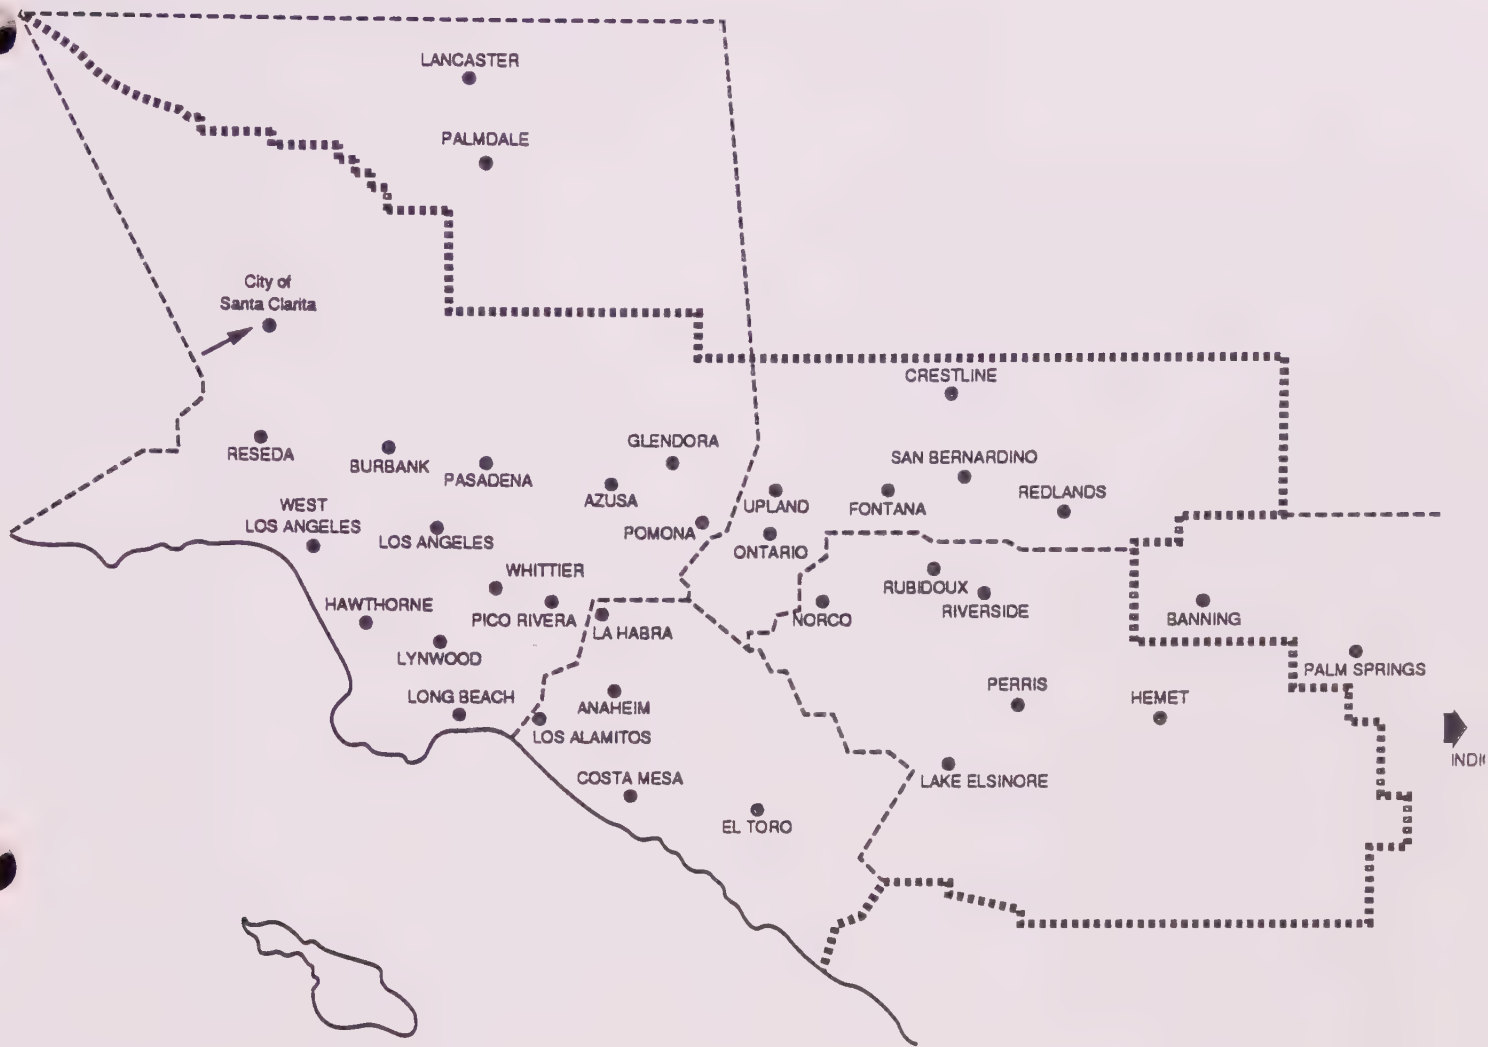 LANCASTER
PALMDALE
City of
Santa Clarita
CRESTLINE
RESEDA
BURBANK
PASADENA
GLENDORA
AZUSA
POMONA
UPLAND
ONTARIO
FONTANA
SAN BERNARDINO
REDLANDS
WEST
LOS ANGELES
LOS ANGELES
WHITTIER
PICO RIVERA
HAWTHORNE
LYNWOOD
LA HABRA
NORCO
RUBIDOUX
RIVERSIDE
BANNING
PALM SPRINGS
LONG BEACH
ANAHEIM
LOS ALAMITOS
PERRIS
HEMET
COSTA MESA
EL TORO
LAKE ELSINORE